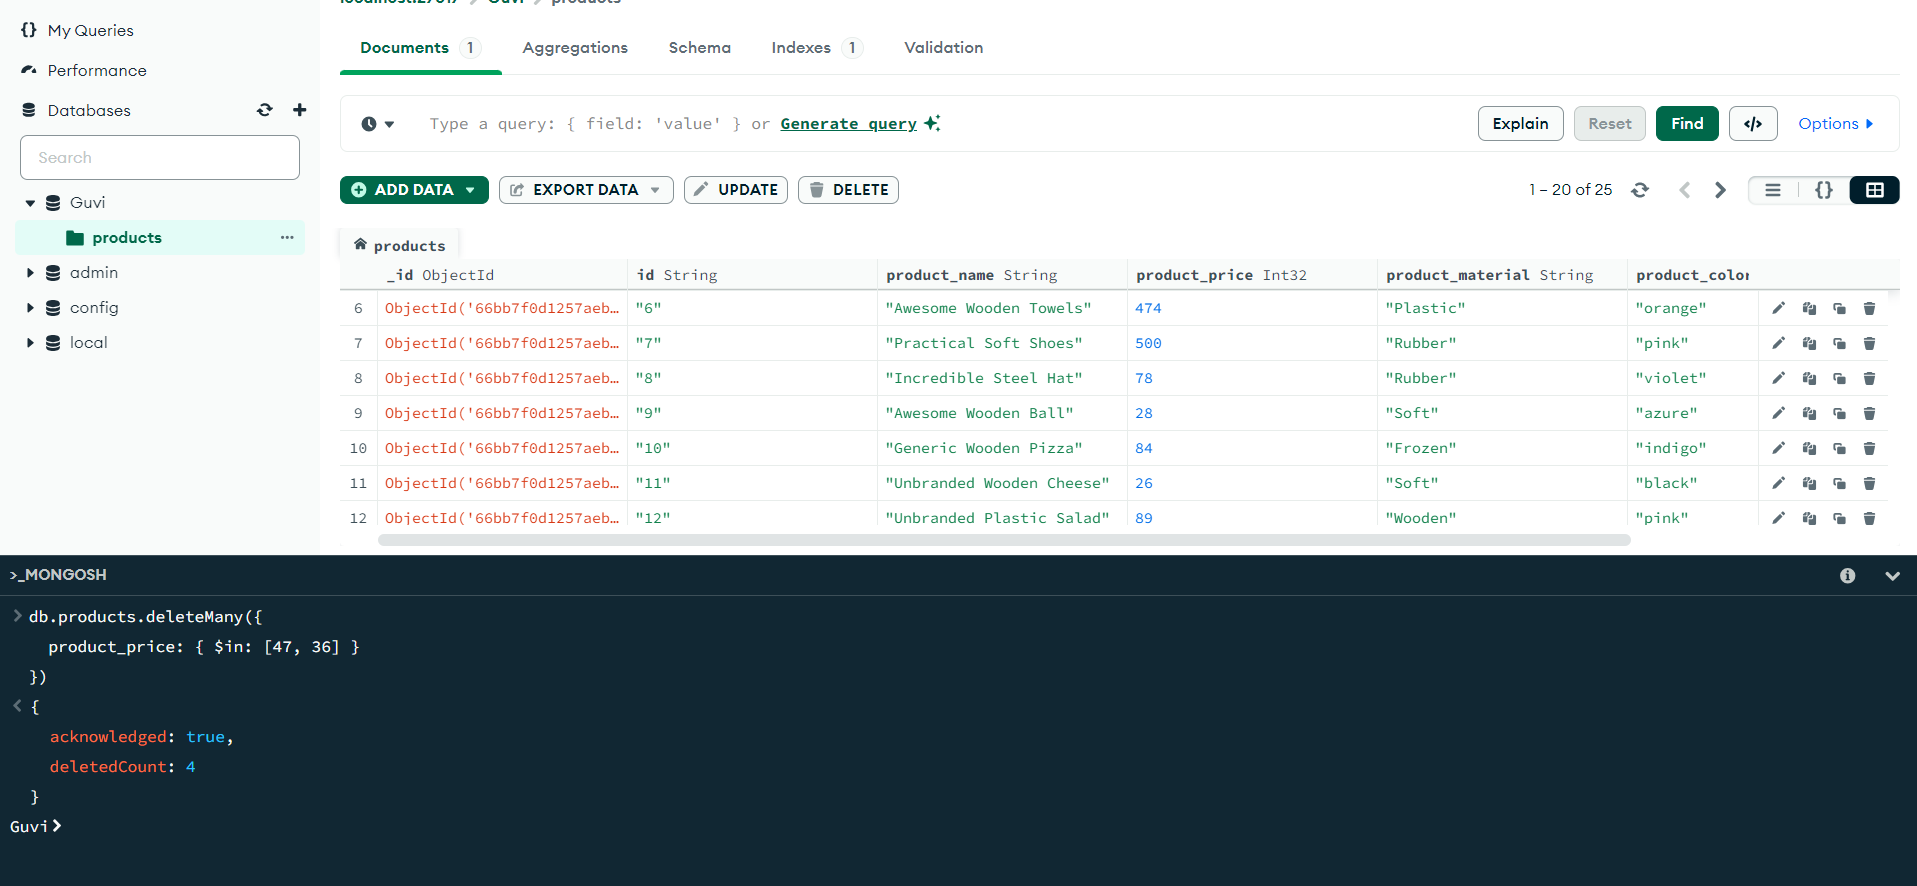 localhost:27017 > Guvi > products
My Queries
Performance
Databases
Search
Guvi
products
admin
config
local
Documents 1 Aggregations Schema Indexes 1 Validation
Type a query: { field: 'value' } or Generate query
Explain Reset Find </> Options
ADD DATA EXPORT DATA UPDATE DELETE
1 – 20 of 25
products
_id ObjectId id String product_name String product_price Int32 product_material String product_color
6 ObjectId('66bb7f0d1257aeb… "6" "Awesome Wooden Towels" 474 "Plastic" "orange"
7 ObjectId('66bb7f0d1257aeb… "7" "Practical Soft Shoes" 500 "Rubber" "pink"
8 ObjectId('66bb7f0d1257aeb… "8" "Incredible Steel Hat" 78 "Rubber" "violet"
9 ObjectId('66bb7f0d1257aeb… "9" "Awesome Wooden Ball" 28 "Soft" "azure"
10 ObjectId('66bb7f0d1257aeb… "10" "Generic Wooden Pizza" 84 "Frozen" "indigo"
11 ObjectId('66bb7f0d1257aeb… "11" "Unbranded Wooden Cheese" 26 "Soft" "black"
12 ObjectId('66bb7f0d1257aeb… "12" "Unbranded Plastic Salad" 89 "Wooden" "pink"
>_MONGOSH
> db.products.deleteMany({
product_price: { $in: [47, 36] }
})
< {
acknowledged: true,
deletedCount: 4
}
Guvi>